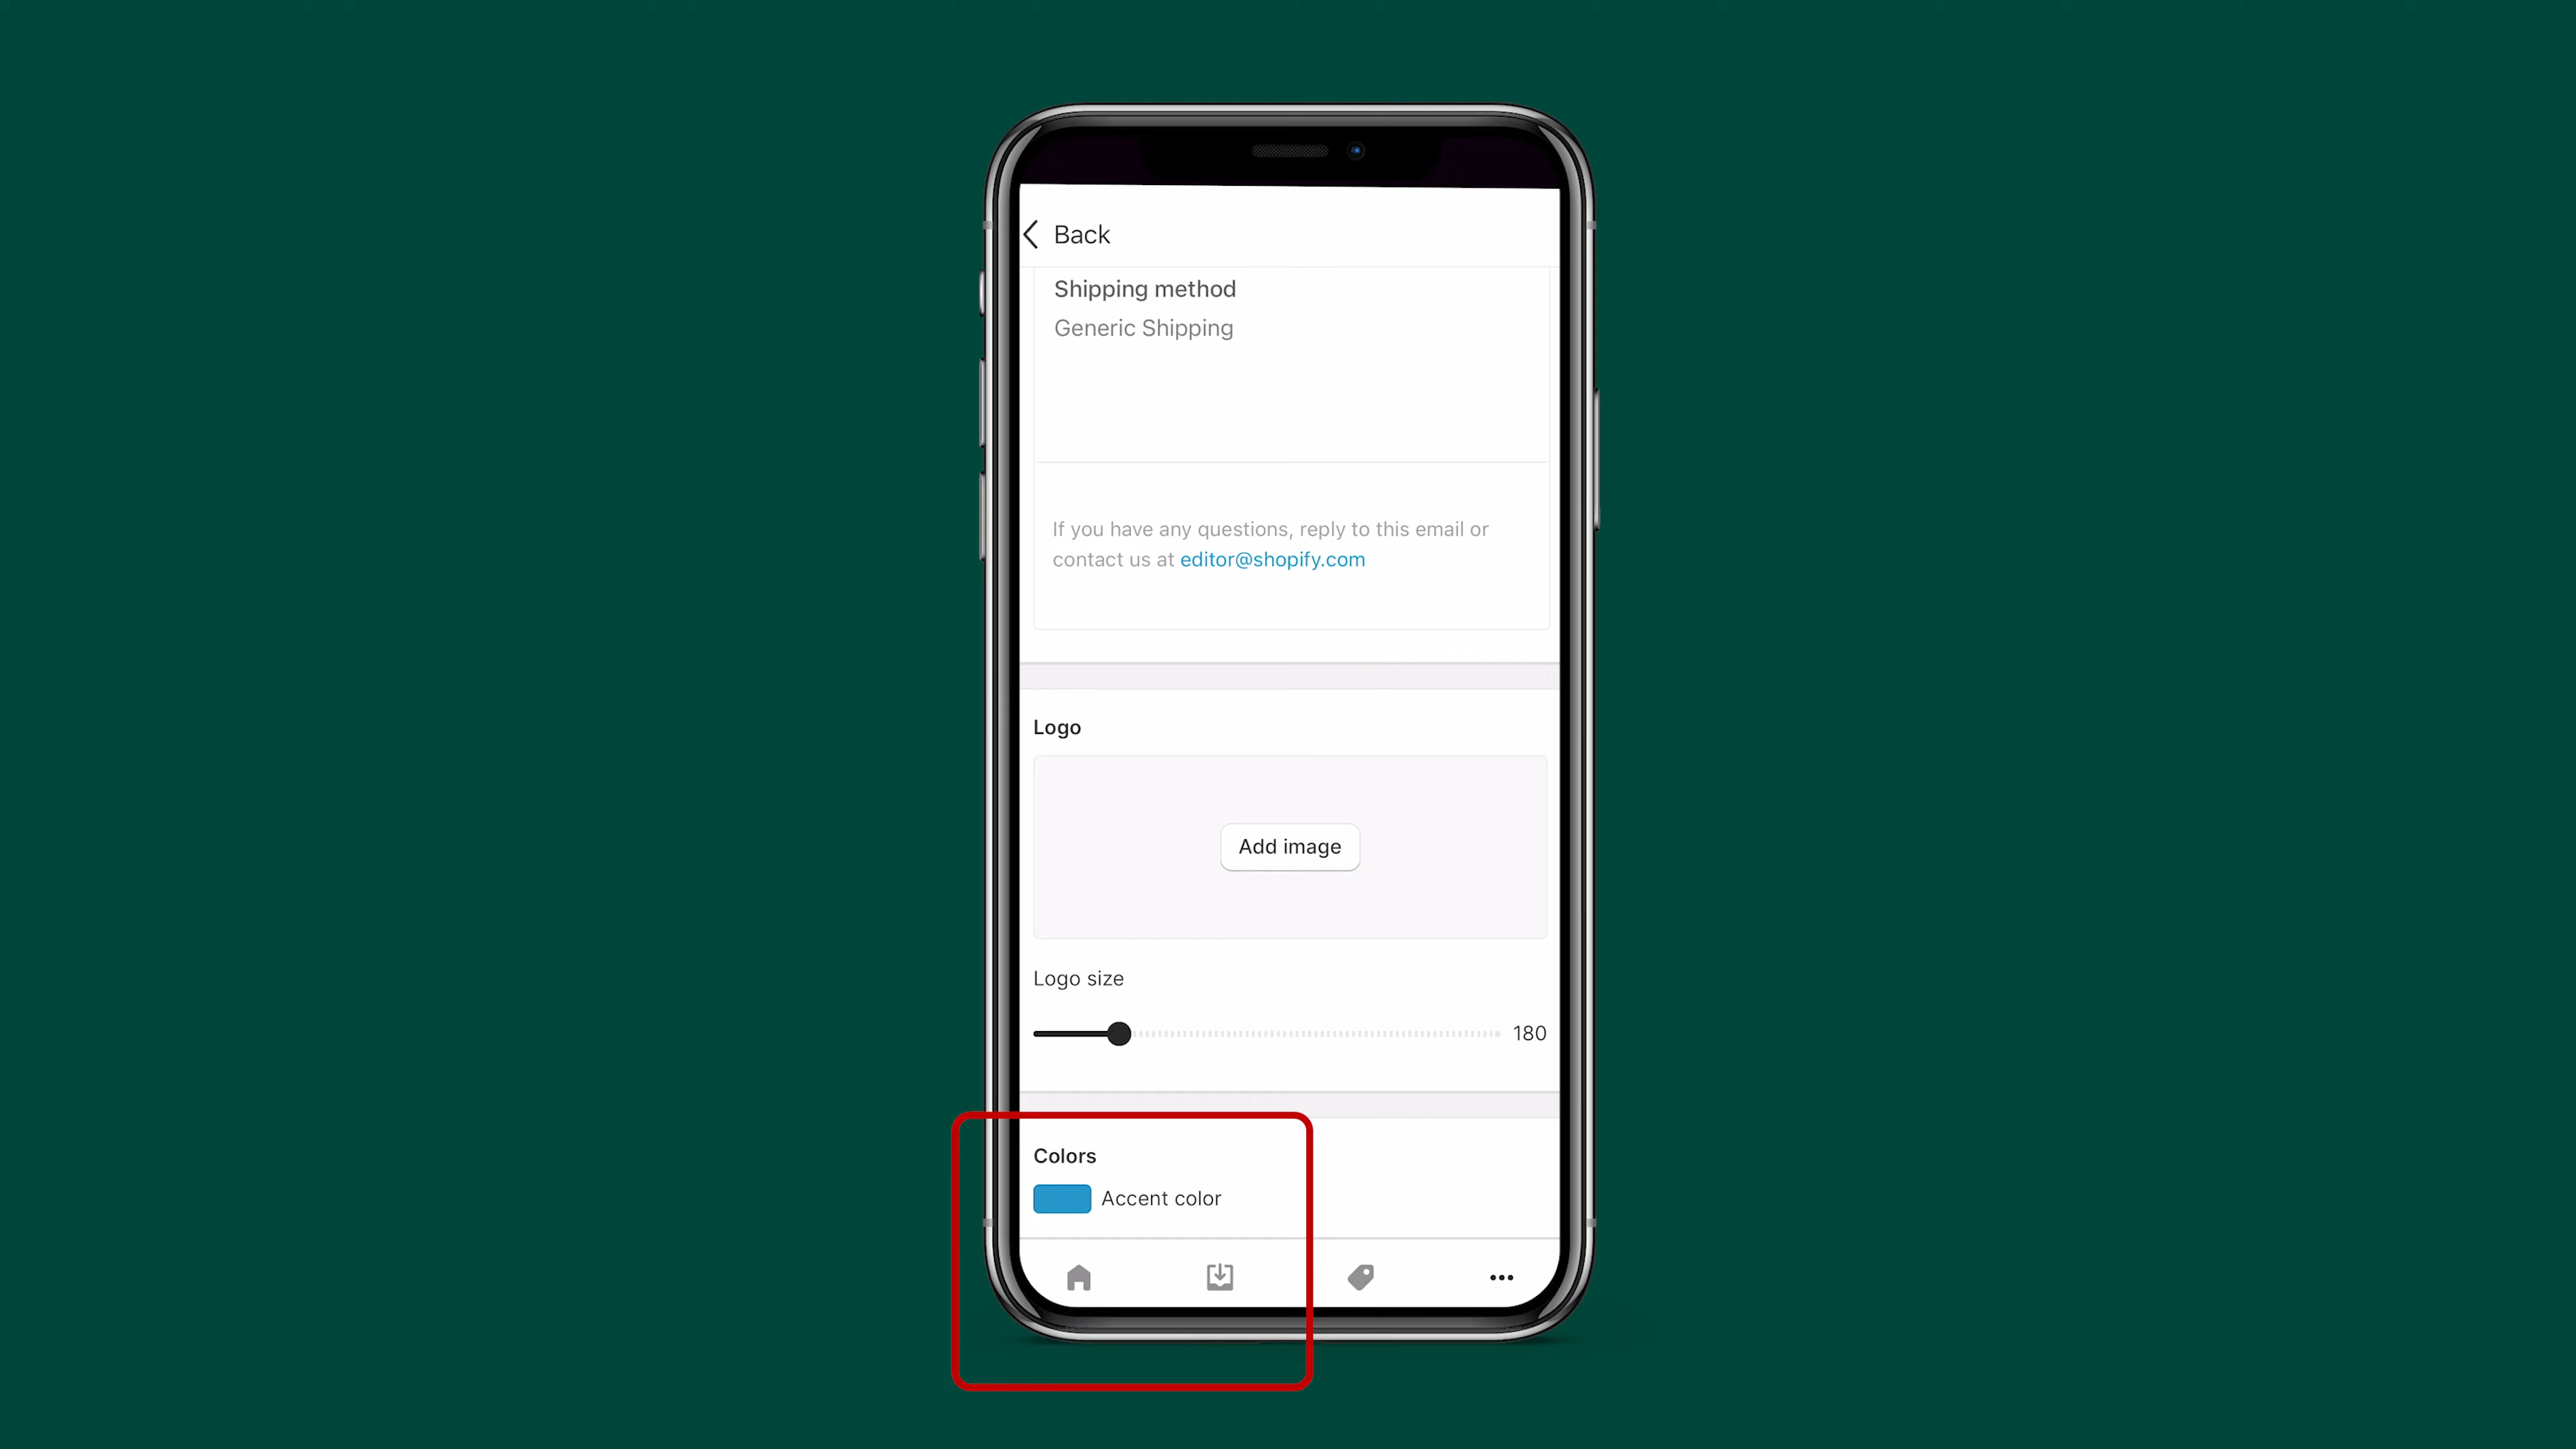 Back
Shipping method
Generic Shipping
If you have any questions, reply to this email or
contact us at editor@shopify.com
Logo
Add image
Logo size
180
Colors
Accent color